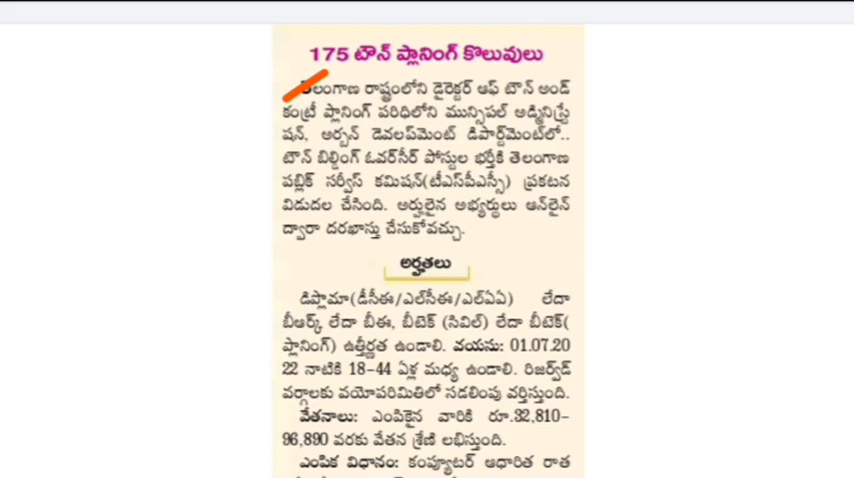 175 టౌన్ ప్లానింగ్ కొలువులు
తెలంగాణ రాష్ట్రంలోని డైరెక్టర్ ఆఫ్ టౌన్ అండ్
కంట్రీ ప్లానింగ్ పరిధిలోని మున్సిపల్ అడ్మినిస్ట్రే
షన్, అర్బన్ డెవలప్‌మెంట్ డిపార్ట్‌మెంట్‌లో..
టౌన్ బిల్డింగ్ ఓవర్‌సీర్ పోస్టుల భర్తీకి తెలంగాణ
పబ్లిక్ సర్వీస్ కమిషన్(టీఎస్‌పీఎస్సీ) ప్రకటన
విడుదల చేసింది. అర్హులైన అభ్యర్థులు ఆన్‌లైన్
ద్వారా దరఖాస్తు చేసుకోవచ్చు.
అర్హతలు
డిప్లొమా(డీసీఈ/ఎల్‌సీఈ/ఎల్ఏఏ) లేదా
బీఆర్క్ లేదా బీఈ, బీటెక్ (సివిల్) లేదా బీటెక్(
ప్లానింగ్) ఉత్తీర్ణత ఉండాలి. వయసు: 01.07.20
22 నాటికి 18–44 ఏళ్ల మధ్య ఉండాలి. రిజర్వ్‌డ్
వర్గాలకు వయోపరిమితిలో సడలింపు వర్తిస్తుంది.
వేతనాలు: ఎంపికైన వారికి రూ.32,810–
96,890 వరకు వేతన శ్రేణి లభిస్తుంది.
ఎంపిక విధానం: కంప్యూటర్ ఆధారిత రాత